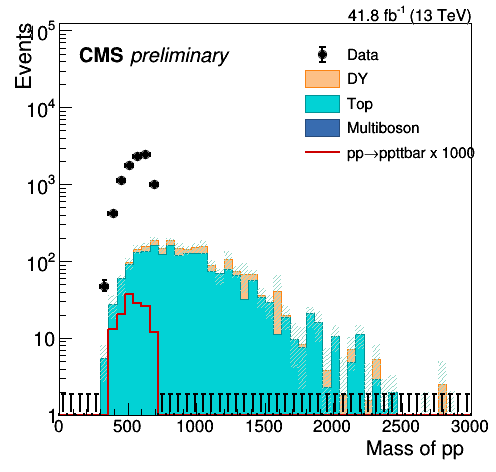 41.8 fb⁻¹ (13 TeV)
Events
CMS preliminary
Data
DY
Top
Multiboson
pp→ppttbar x 1000
10⁵
10⁴
10³
10²
10
1
0 500 1000 1500 2000 2500 3000
Mass of pp